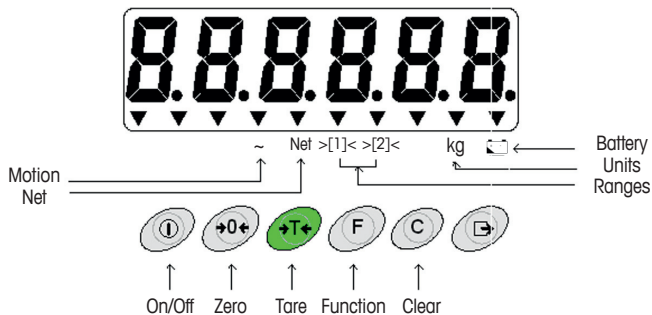 8.8.8.8.8.8.
~ Net >[1]< >[2]< kg
Battery
Units
Ranges
Motion
Net
→0← →T← F C
On/Off Zero Tare Function Clear